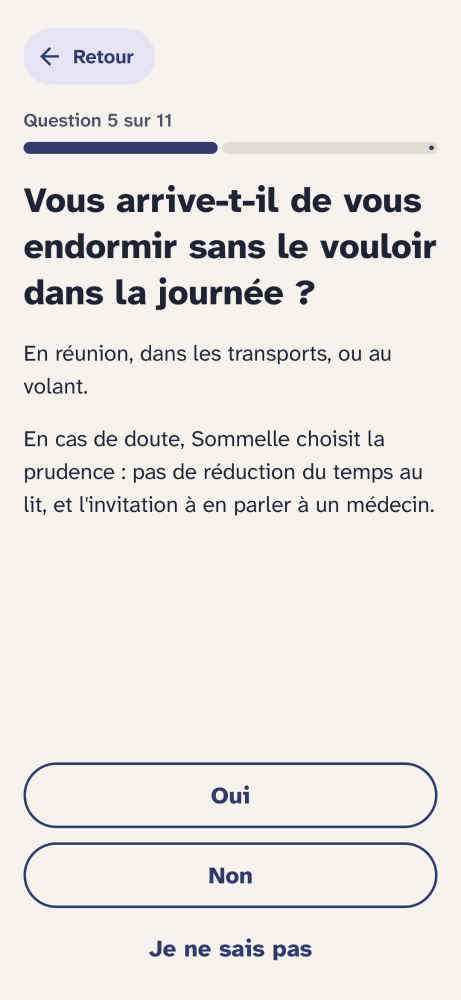 Retour
Question 5 sur 11
Vous arrive-t-il de vous
endormir sans le vouloir
dans la journée ?
En réunion, dans les transports, ou au
volant.
En cas de doute, Sommelle choisit la
prudence : pas de réduction du temps au
lit, et l'invitation à en parler à un médecin.
Oui
Non
Je ne sais pas